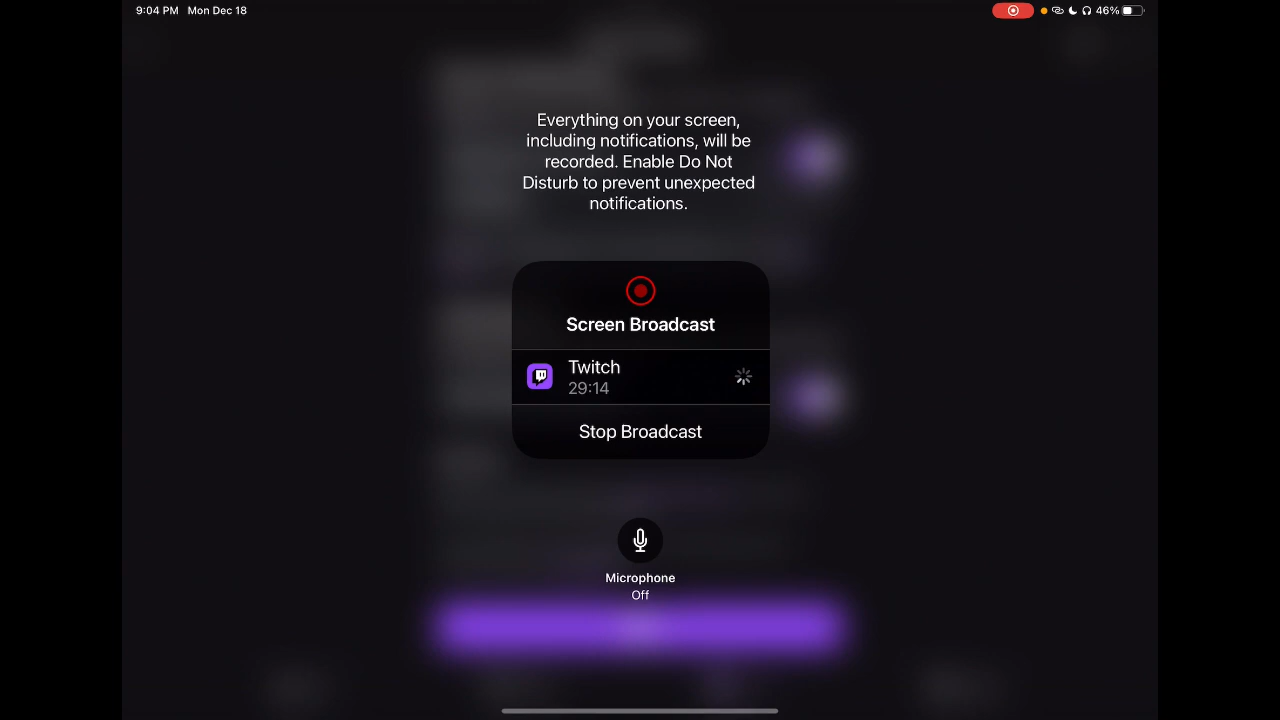 9:04 PM Mon Dec 18
46%
Everything on your screen,
including notifications, will be
recorded. Enable Do Not
Disturb to prevent unexpected
notifications.
Screen Broadcast
Twitch
29:14
Stop Broadcast
Microphone
Off